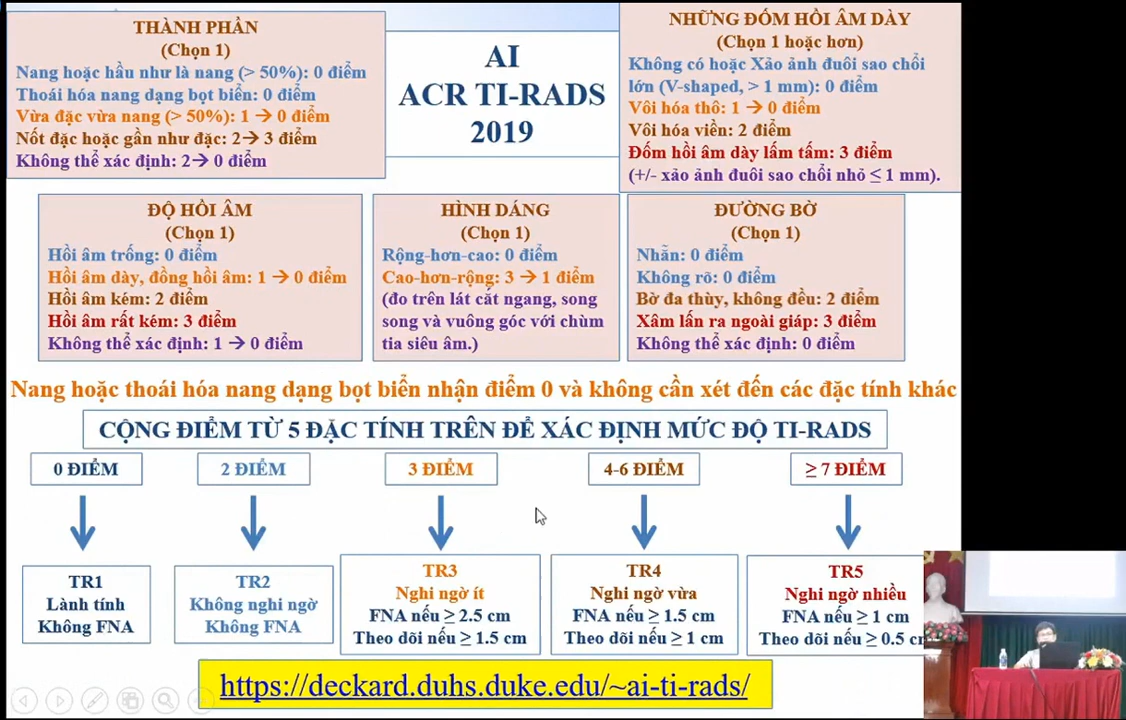 THÀNH PHẦN
(Chọn 1)
Nang hoặc hầu như là nang (> 50%): 0 điểm
Thoái hóa nang dạng bọt biển: 0 điểm
Vừa đặc vừa nang (> 50%): 1 → 0 điểm
Nốt đặc hoặc gần như đặc: 2→ 3 điểm
Không thể xác định: 2→ 0 điểm
AI
ACR TI-RADS
2019
NHỮNG ĐỐM HỒI ÂM DÀY
(Chọn 1 hoặc hơn)
Không có hoặc Xảo ảnh đuôi sao chổi
lớn (V-shaped, > 1 mm): 0 điểm
Vôi hóa thô: 1 → 0 điểm
Vôi hóa viền: 2 điểm
Đốm hồi âm dày lấm tấm: 3 điểm
(+/- xảo ảnh đuôi sao chổi nhỏ ≤ 1 mm).
ĐỘ HỒI ÂM
(Chọn 1)
Hồi âm trống: 0 điểm
Hồi âm dày, đồng hồi âm: 1 → 0 điểm
Hồi âm kém: 2 điểm
Hồi âm rất kém: 3 điểm
Không thể xác định: 1 → 0 điểm
HÌNH DÁNG
(Chọn 1)
Rộng-hơn-cao: 0 điểm
Cao-hơn-rộng: 3 → 1 điểm
(đo trên lát cắt ngang, song
song và vuông góc với chùm
tia siêu âm.)
ĐƯỜNG BỜ
(Chọn 1)
Nhẵn: 0 điểm
Không rõ: 0 điểm
Bờ đa thùy, không đều: 2 điểm
Xâm lấn ra ngoài giáp: 3 điểm
Không thể xác định: 0 điểm
Nang hoặc thoái hóa nang dạng bọt biển nhận điểm 0 và không cần xét đến các đặc tính khác
CỘNG ĐIỂM TỪ 5 ĐẶC TÍNH TRÊN ĐỂ XÁC ĐỊNH MỨC ĐỘ TI-RADS
0 ĐIỂM
2 ĐIỂM
3 ĐIỂM
4-6 ĐIỂM
≥ 7 ĐIỂM
TR1
Lành tính
Không FNA
TR2
Không nghi ngờ
Không FNA
TR3
Nghi ngờ ít
FNA nếu ≥ 2.5 cm
Theo dõi nếu ≥ 1.5 cm
TR4
Nghi ngờ vừa
FNA nếu ≥ 1.5 cm
Theo dõi nếu ≥ 1 cm
TR5
Nghi ngờ nhiều
FNA nếu ≥ 1 cm
Theo dõi nếu ≥ 0.5 cm
https://deckard.duhs.duke.edu/~ai-ti-rads/